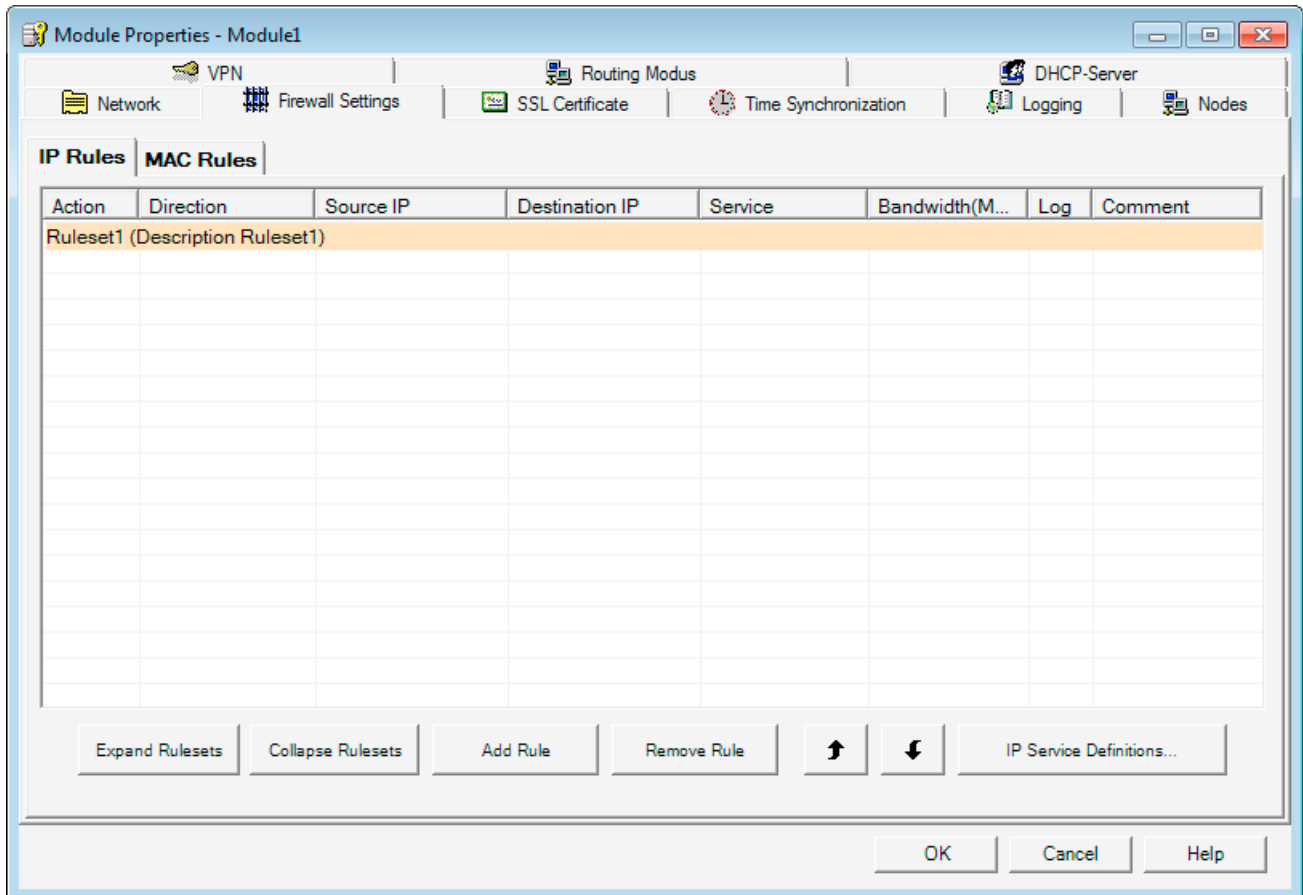 Module Properties - Module1
VPN Routing Modus DHCP-Server
Network Firewall Settings SSL Certificate Time Synchronization Logging Nodes
IP Rules MAC Rules
Action Direction Source IP Destination IP Service Bandwidth(M... Log Comment
Ruleset1 (Description Ruleset1)
Expand Rulesets Collapse Rulesets Add Rule Remove Rule IP Service Definitions...
OK Cancel Help